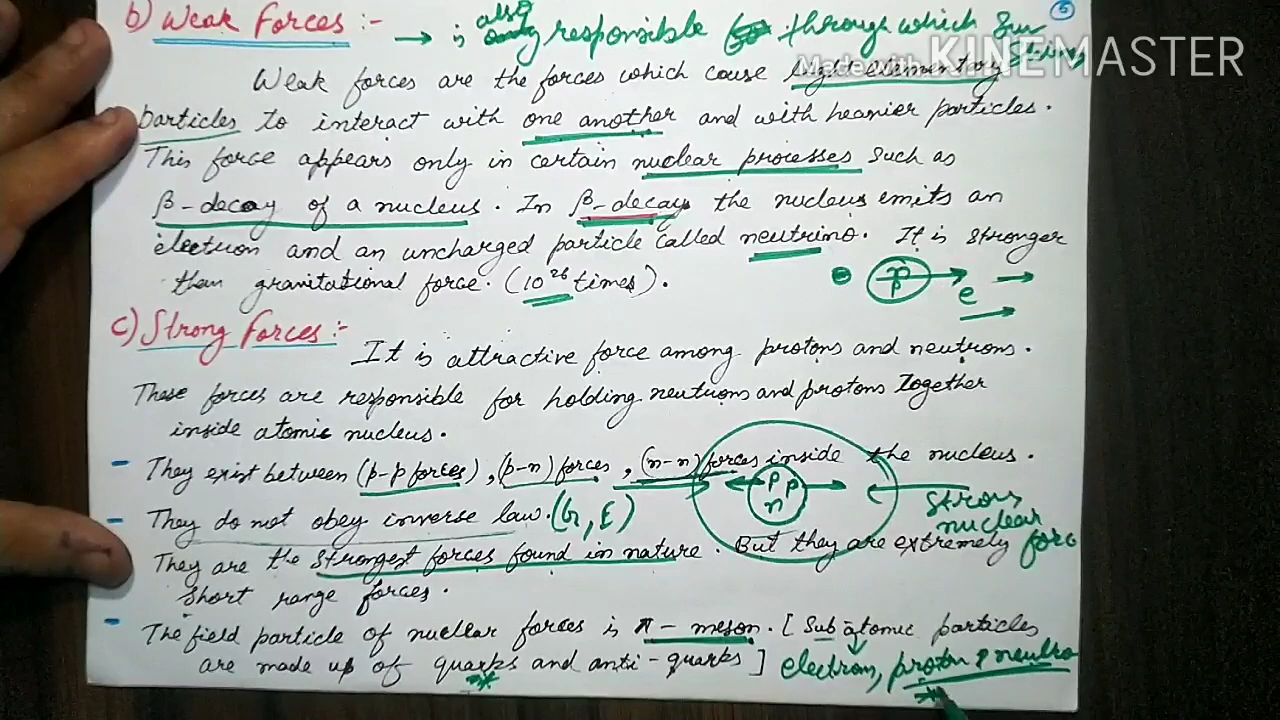 b) Weak Forces :- → is also responsible through which Sun
5
Made with KINEMASTER
Weak forces are the forces which cause light elementary
particles to interact with one another and with heavier particles.
This force appears only in certain nuclear processes such as
β-decay of a nucleus. In β-decay the nucleus emits an
electron and an uncharged particle called neutrino. It is stronger
than gravitational force. (10²⁶ times).
p
e
c) Strong Forces :-
It is attractive force among protons and neutrons.
These forces are responsible for holding neutrons and protons together
inside atomic nucleus.
- They exist between (p-p forces), (p-n) forces, (n-n) forces inside the nucleus.
p p
n
Strong
nuclear
force
- They do not obey inverse law. (G, E)
They are the strongest forces found in nature. But they are extremely
short range forces.
- The field particle of nuclear forces is π-meson. [Sub atomic particles
are made up of quarks and anti-quarks] electron, proton & neutro